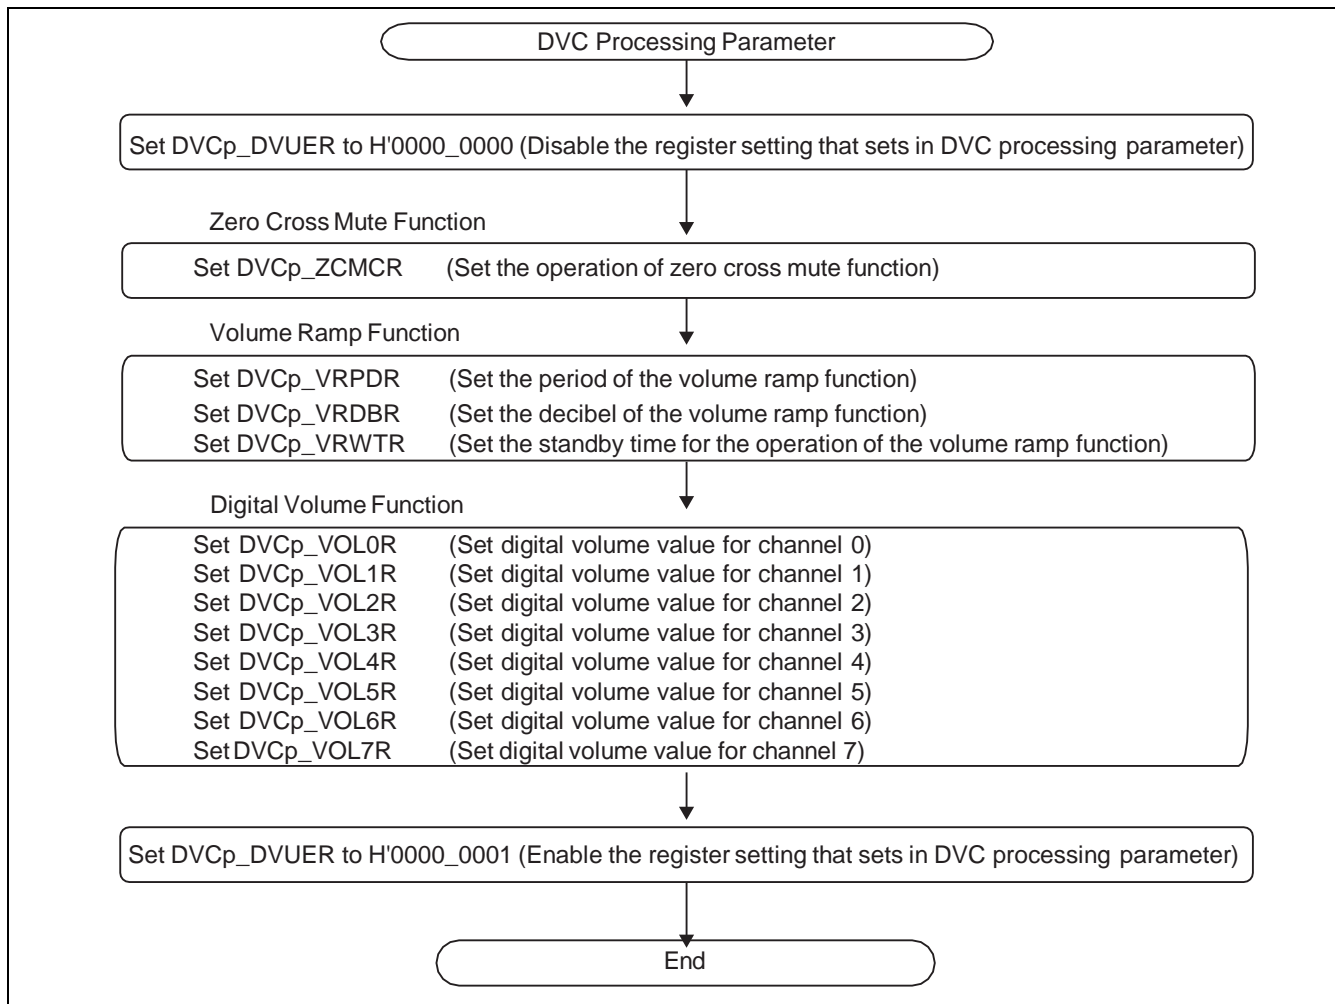 DVC Processing Parameter
Set DVCp_DVUER to H'0000_0000 (Disable the register setting that sets in DVC processing parameter)
Zero Cross Mute Function
Set DVCp_ZCMCR (Set the operation of zero cross mute function)
Volume Ramp Function
Set DVCp_VRPDR (Set the period of the volume ramp function)
Set DVCp_VRDBR (Set the decibel of the volume ramp function)
Set DVCp_VRWTR (Set the standby time for the operation of the volume ramp function)
Digital Volume Function
Set DVCp_VOL0R (Set digital volume value for channel 0)
Set DVCp_VOL1R (Set digital volume value for channel 1)
Set DVCp_VOL2R (Set digital volume value for channel 2)
Set DVCp_VOL3R (Set digital volume value for channel 3)
Set DVCp_VOL4R (Set digital volume value for channel 4)
Set DVCp_VOL5R (Set digital volume value for channel 5)
Set DVCp_VOL6R (Set digital volume value for channel 6)
Set DVCp_VOL7R (Set digital volume value for channel 7)
Set DVCp_DVUER to H'0000_0001 (Enable the register setting that sets in DVC processing parameter)
End